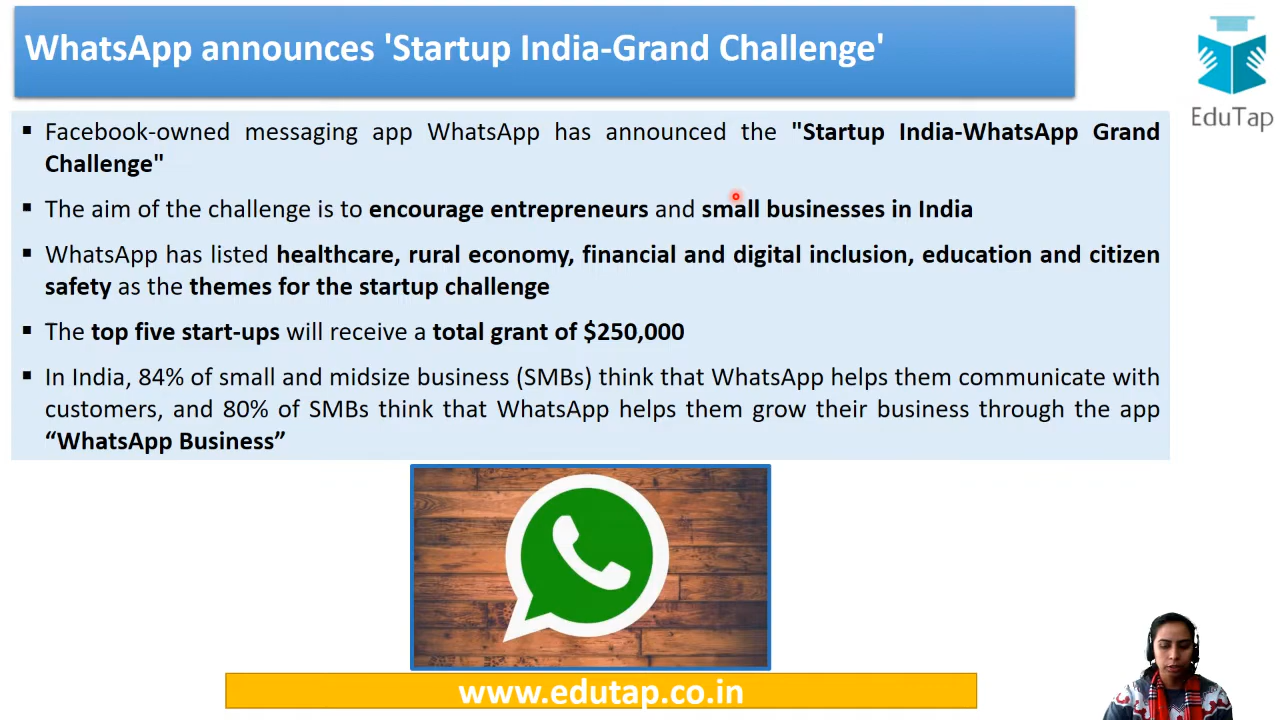 WhatsApp announces 'Startup India-Grand Challenge'
EduTap
▪ Facebook-owned messaging app WhatsApp has announced the "Startup India-WhatsApp Grand
Challenge"
▪ The aim of the challenge is to encourage entrepreneurs and small businesses in India
▪ WhatsApp has listed healthcare, rural economy, financial and digital inclusion, education and citizen
safety as the themes for the startup challenge
▪ The top five start-ups will receive a total grant of $250,000
▪ In India, 84% of small and midsize business (SMBs) think that WhatsApp helps them communicate with
customers, and 80% of SMBs think that WhatsApp helps them grow their business through the app
“WhatsApp Business”
www.edutap.co.in